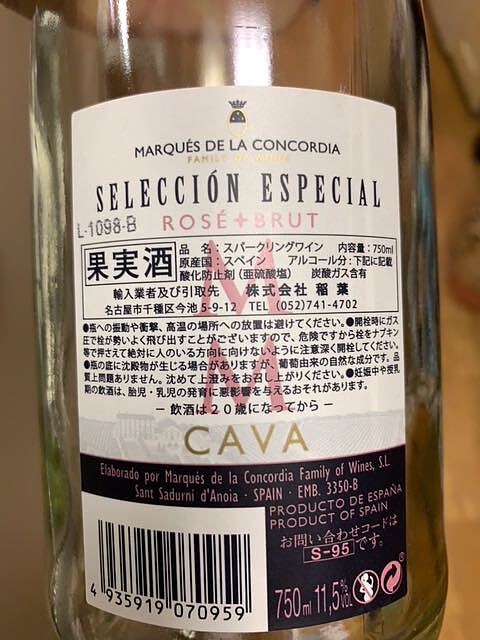 MARQUÉS DE LA CONCORDIA
FAMILY OF WINES
SELECCIÓN ESPECIAL
L-1098-B
ROSÉ+BRUT
MM
果実酒
品 名：スパークリングワイン 内容量：750ml
原産国：スペイン アルコール分：下記に記載
酸化防止剤（亜硫酸塩） 炭酸ガス含有
輸入業者及び引取先 株式会社 稲葉
名古屋市千種区今池5-9-12 TEL (052)741-4702
●瓶への振動や衝撃、高温の場所への放置は避けてください。●開栓時にガス
圧で栓が勢いよく飛び出すことがございますので、危険ですから栓をナプキン
等で押さえて絶対に人のいる方向に向けないように注意深く開栓してください。
●瓶の底に沈殿物が生じる場合がありますが、葡萄由来の自然な成分です。品
質上問題ありません。沈めて上澄みをお召し上がりください。●妊娠中や授乳
期の飲酒は、胎児・乳児の発育に悪影響を与えるおそれがあります。
─ 飲酒は20歳になってから ─
CAVA
Elaborado por Marqués de la Concordia Family of Wines, S.L.
Sant Sadurní d'Anoia · SPAIN · EMB. 3350-B
PRODUCTO DE ESPAÑA
PRODUCT OF SPAIN
お問い合わせコードは
S-95 です。
4 935919 070959
750ml 11,5%VOL